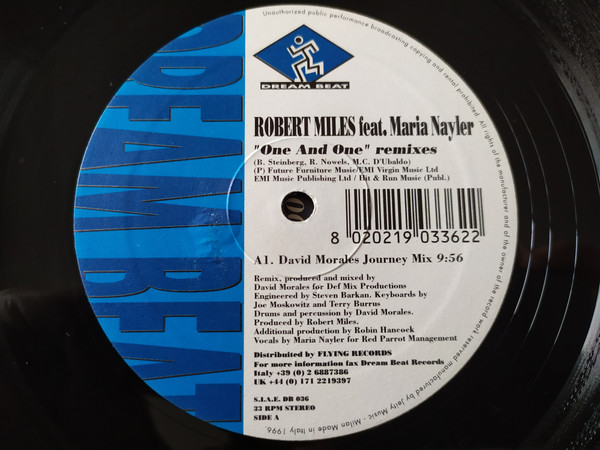 Unauthorized public performance broadcasting copying and rental prohibited. All rights of the manufacturer and of the owner of the record work reserved
manufactured by Jeity Music - Milan Made in Italy 1996
DREAM BEAT
DREAM BEAT
ROBERT MILES feat. Maria Nayler
"One And One" remixes
(B. Steinberg, R. Nowels, M.C. D'Ubaldo)
(P) Future Furniture Music/EMI Virgin Music Ltd
EMI Music Publishing Ltd / Hit & Run Music (Publ.)
8 020219 033622
A1. David Morales Journey Mix 9:56
Remix, produced and mixed by
David Morales for Def Mix Productions
Engineered by Steven Barkan. Keyboards by
Joe Moskowitz and Terry Burrus
Drums and percussion by David Morales.
Produced by Robert Miles.
Additional production by Robin Hancock
Vocals by Maria Nayler for Red Parrot Management
Distributed by FLYING RECORDS
For more information fax Dream Beat Records
Italy +39 (0) 2 6887386
UK +44 (0) 171 2219397
S.I.A.E. DB 036
33 RPM STEREO
SIDE A